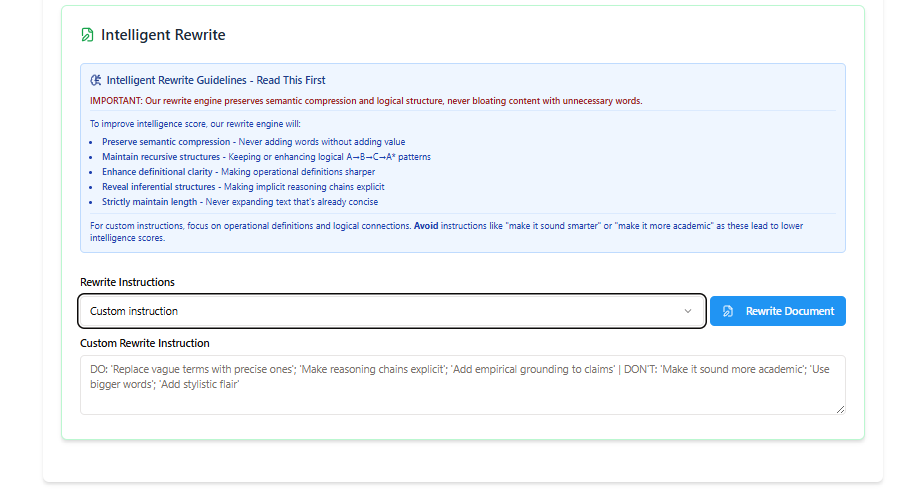 Intelligent Rewrite
Intelligent Rewrite Guidelines - Read This First
IMPORTANT: Our rewrite engine preserves semantic compression and logical structure, never bloating content with unnecessary words.
To improve intelligence score, our rewrite engine will:
• Preserve semantic compression - Never adding words without adding value
• Maintain recursive structures - Keeping or enhancing logical A→B→C→A* patterns
• Enhance definitional clarity - Making operational definitions sharper
• Reveal inferential structures - Making implicit reasoning chains explicit
• Strictly maintain length - Never expanding text that's already concise
For custom instructions, focus on operational definitions and logical connections. Avoid instructions like "make it sound smarter" or "make it more academic" as these lead to lower
intelligence scores.
Rewrite Instructions
Custom instruction
Rewrite Document
Custom Rewrite Instruction
DO: 'Replace vague terms with precise ones'; 'Make reasoning chains explicit'; 'Add empirical grounding to claims' | DON'T: 'Make it sound more academic'; 'Use
bigger words'; 'Add stylistic flair'